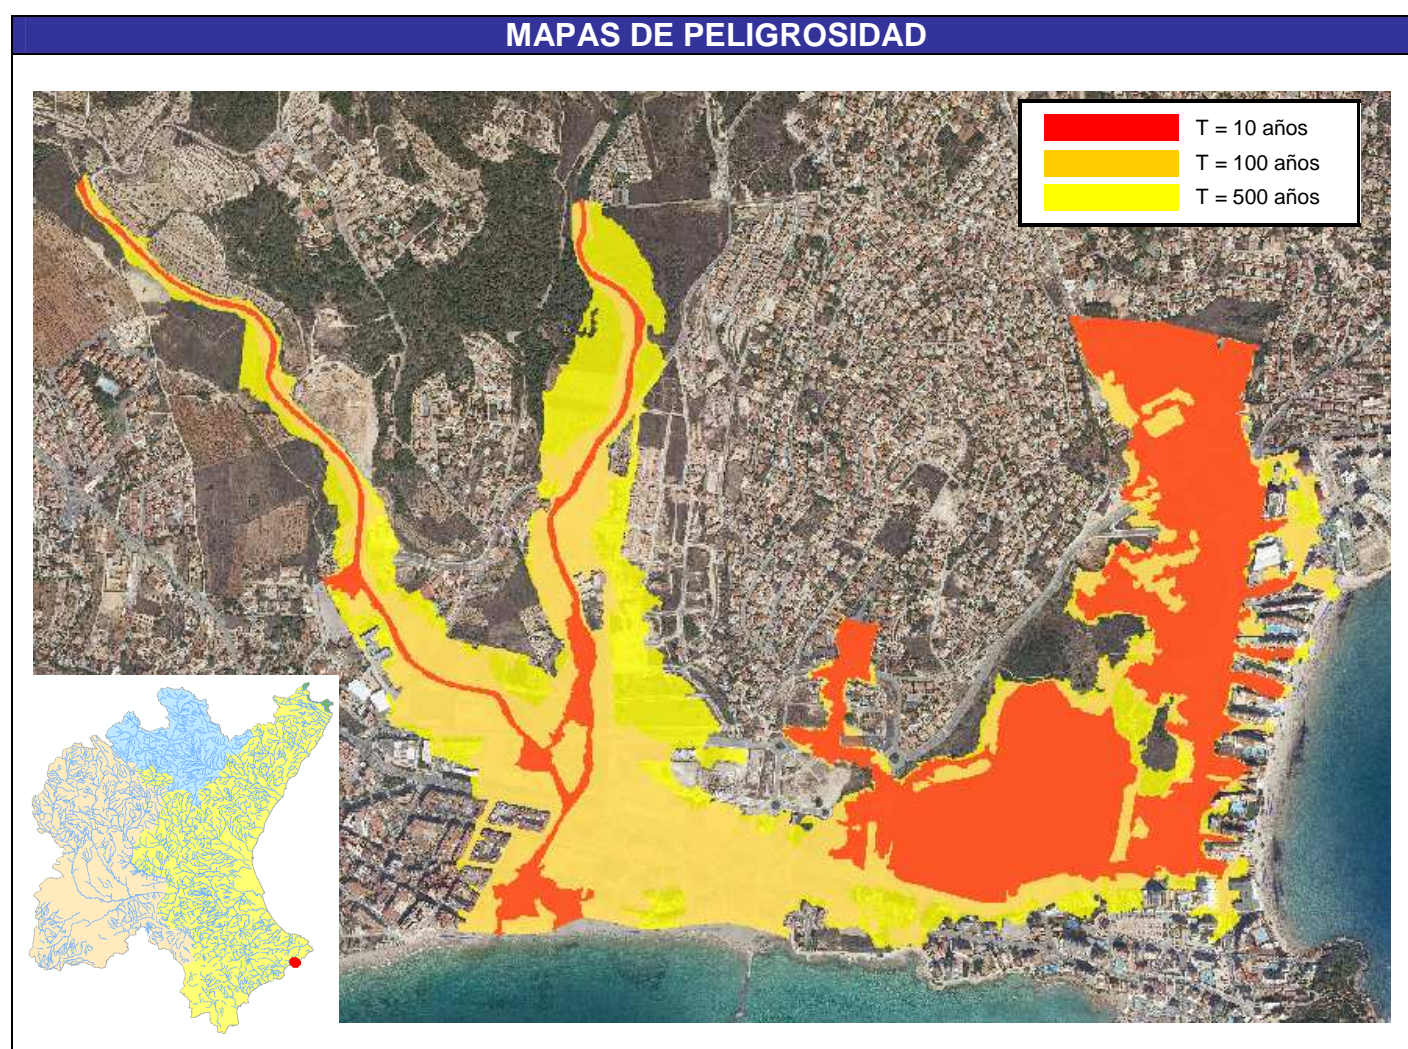 MAPAS DE PELIGROSIDAD
T = 10 años
T = 100 años
T = 500 años